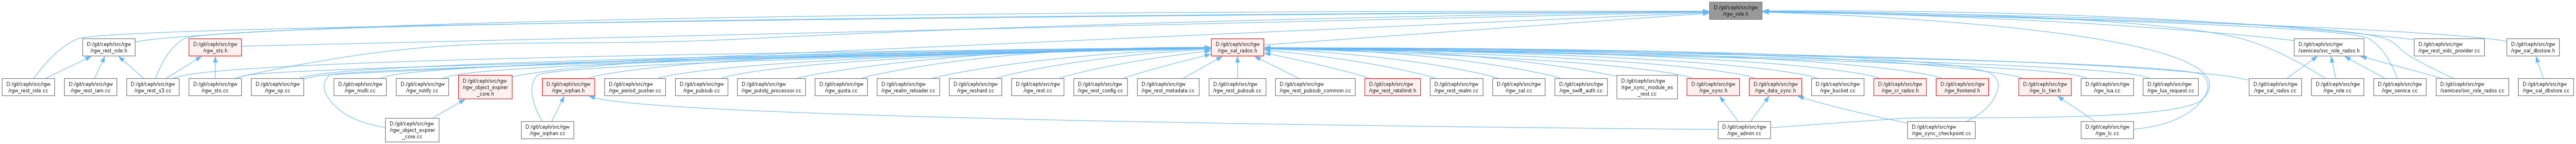 D:/git/ceph/src/rgw
/rgw_role.h
D:/git/ceph/src/rgw
/rgw_rest_role.h
D:/git/ceph/src/rgw
/rgw_sts.h
D:/git/ceph/src/rgw
/rgw_sal_rados.h
D:/git/ceph/src/rgw
/services/svc_role_rados.h
D:/git/ceph/src/rgw
/rgw_rest_oidc_provider.cc
D:/git/ceph/src/rgw
/rgw_sal_dbstore.h
D:/git/ceph/src/rgw
/rgw_rest_role.cc
D:/git/ceph/src/rgw
/rgw_rest_iam.cc
D:/git/ceph/src/rgw
/rgw_rest_s3.cc
D:/git/ceph/src/rgw
/rgw_sts.cc
D:/git/ceph/src/rgw
/rgw_op.cc
D:/git/ceph/src/rgw
/rgw_multi.cc
D:/git/ceph/src/rgw
/rgw_notify.cc
D:/git/ceph/src/rgw
/rgw_object_expirer
_core.h
D:/git/ceph/src/rgw
/rgw_orphan.h
D:/git/ceph/src/rgw
/rgw_period_pusher.cc
D:/git/ceph/src/rgw
/rgw_pubsub.cc
D:/git/ceph/src/rgw
/rgw_putobj_processor.cc
D:/git/ceph/src/rgw
/rgw_quota.cc
D:/git/ceph/src/rgw
/rgw_realm_reloader.cc
D:/git/ceph/src/rgw
/rgw_reshard.cc
D:/git/ceph/src/rgw
/rgw_rest.cc
D:/git/ceph/src/rgw
/rgw_rest_config.cc
D:/git/ceph/src/rgw
/rgw_rest_metadata.cc
D:/git/ceph/src/rgw
/rgw_rest_pubsub.cc
D:/git/ceph/src/rgw
/rgw_rest_pubsub_common.cc
D:/git/ceph/src/rgw
/rgw_rest_ratelimit.h
D:/git/ceph/src/rgw
/rgw_rest_realm.cc
D:/git/ceph/src/rgw
/rgw_sal.cc
D:/git/ceph/src/rgw
/rgw_swift_auth.cc
D:/git/ceph/src/rgw
/rgw_sync_module_es
_rest.cc
D:/git/ceph/src/rgw
/rgw_sync.h
D:/git/ceph/src/rgw
/rgw_data_sync.h
D:/git/ceph/src/rgw
/rgw_bucket.cc
D:/git/ceph/src/rgw
/rgw_cr_rados.h
D:/git/ceph/src/rgw
/rgw_frontend.h
D:/git/ceph/src/rgw
/rgw_lc_tier.h
D:/git/ceph/src/rgw
/rgw_lua.cc
D:/git/ceph/src/rgw
/rgw_lua_request.cc
D:/git/ceph/src/rgw
/rgw_sal_rados.cc
D:/git/ceph/src/rgw
/rgw_role.cc
D:/git/ceph/src/rgw
/rgw_service.cc
D:/git/ceph/src/rgw
/services/svc_role_rados.cc
D:/git/ceph/src/rgw
/rgw_sal_dbstore.cc
D:/git/ceph/src/rgw
/rgw_object_expirer
_core.cc
D:/git/ceph/src/rgw
/rgw_orphan.cc
D:/git/ceph/src/rgw
/rgw_admin.cc
D:/git/ceph/src/rgw
/rgw_sync_checkpoint.cc
D:/git/ceph/src/rgw
/rgw_lc.cc